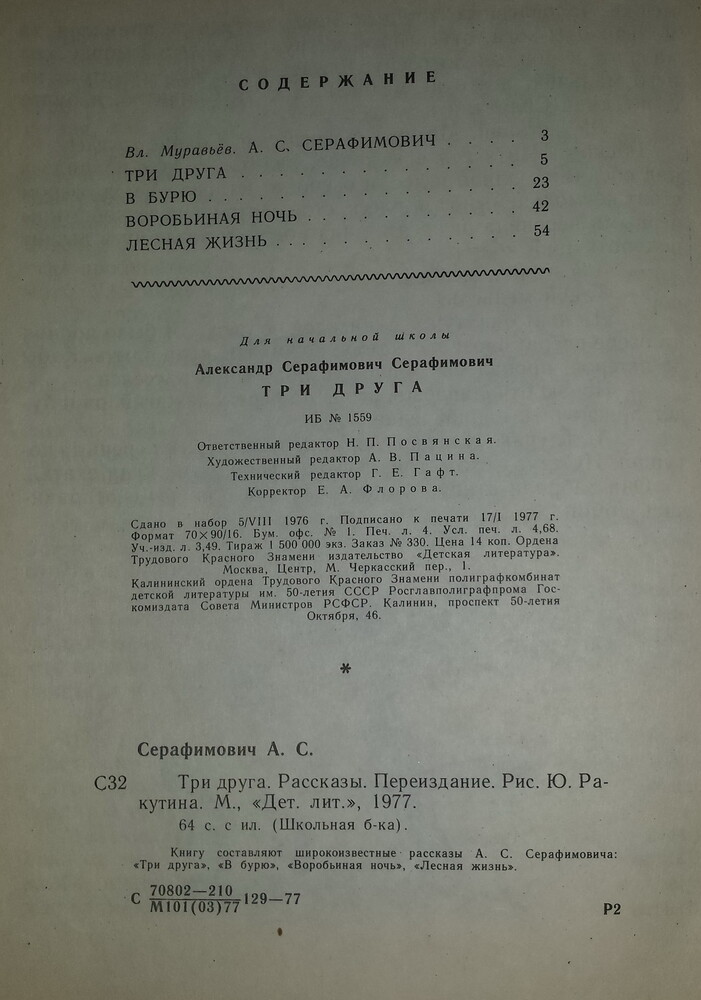 СОДЕРЖАНИЕ
Вл. Муравьёв. А. С. СЕРАФИМОВИЧ . . . . 3
ТРИ ДРУГА . . . . . . . . . . . . . 5
В БУРЮ . . . . . . . . . . . . . . 23
ВОРОБЬИНАЯ НОЧЬ . . . . . . . . . . 42
ЛЕСНАЯ ЖИЗНЬ . . . . . . . . . . . 54
Для начальной школы
Александр Серафимович Серафимович
ТРИ ДРУГА
ИБ № 1559
Ответственный редактор Н. П. Посвянская.
Художественный редактор А. В. Пацина.
Технический редактор Г. Е. Гафт.
Корректор Е. А. Флорова.
Сдано в набор 5/VIII 1976 г. Подписано к печати 17/I 1977 г.
Формат 70×90/16. Бум. офс. № 1. Печ. л. 4. Усл. печ. л. 4,68.
Уч.-изд. л. 3,49. Тираж 1 500 000 экз. Заказ № 330. Цена 14 коп. Ордена
Трудового Красного Знамени издательство «Детская литература».
Москва, Центр, М. Черкасский пер., 1.
Калининский ордена Трудового Красного Знамени полиграфкомбинат
детской литературы им. 50-летия СССР Росглавполиграфпрома Гос-
комиздата Совета Министров РСФСР. Калинин, проспект 50-летия
Октября, 46.
*
Серафимович А. С.
С32 Три друга. Рассказы. Переиздание. Рис. Ю. Ра-
кутина. М., «Дет. лит.», 1977.
64 с. с ил. (Школьная б-ка).
Книгу составляют широкоизвестные рассказы А. С. Серафимовича:
«Три друга», «В бурю», «Воробьиная ночь», «Лесная жизнь».
С 70802—210
М101(03)77 129—77
Р2